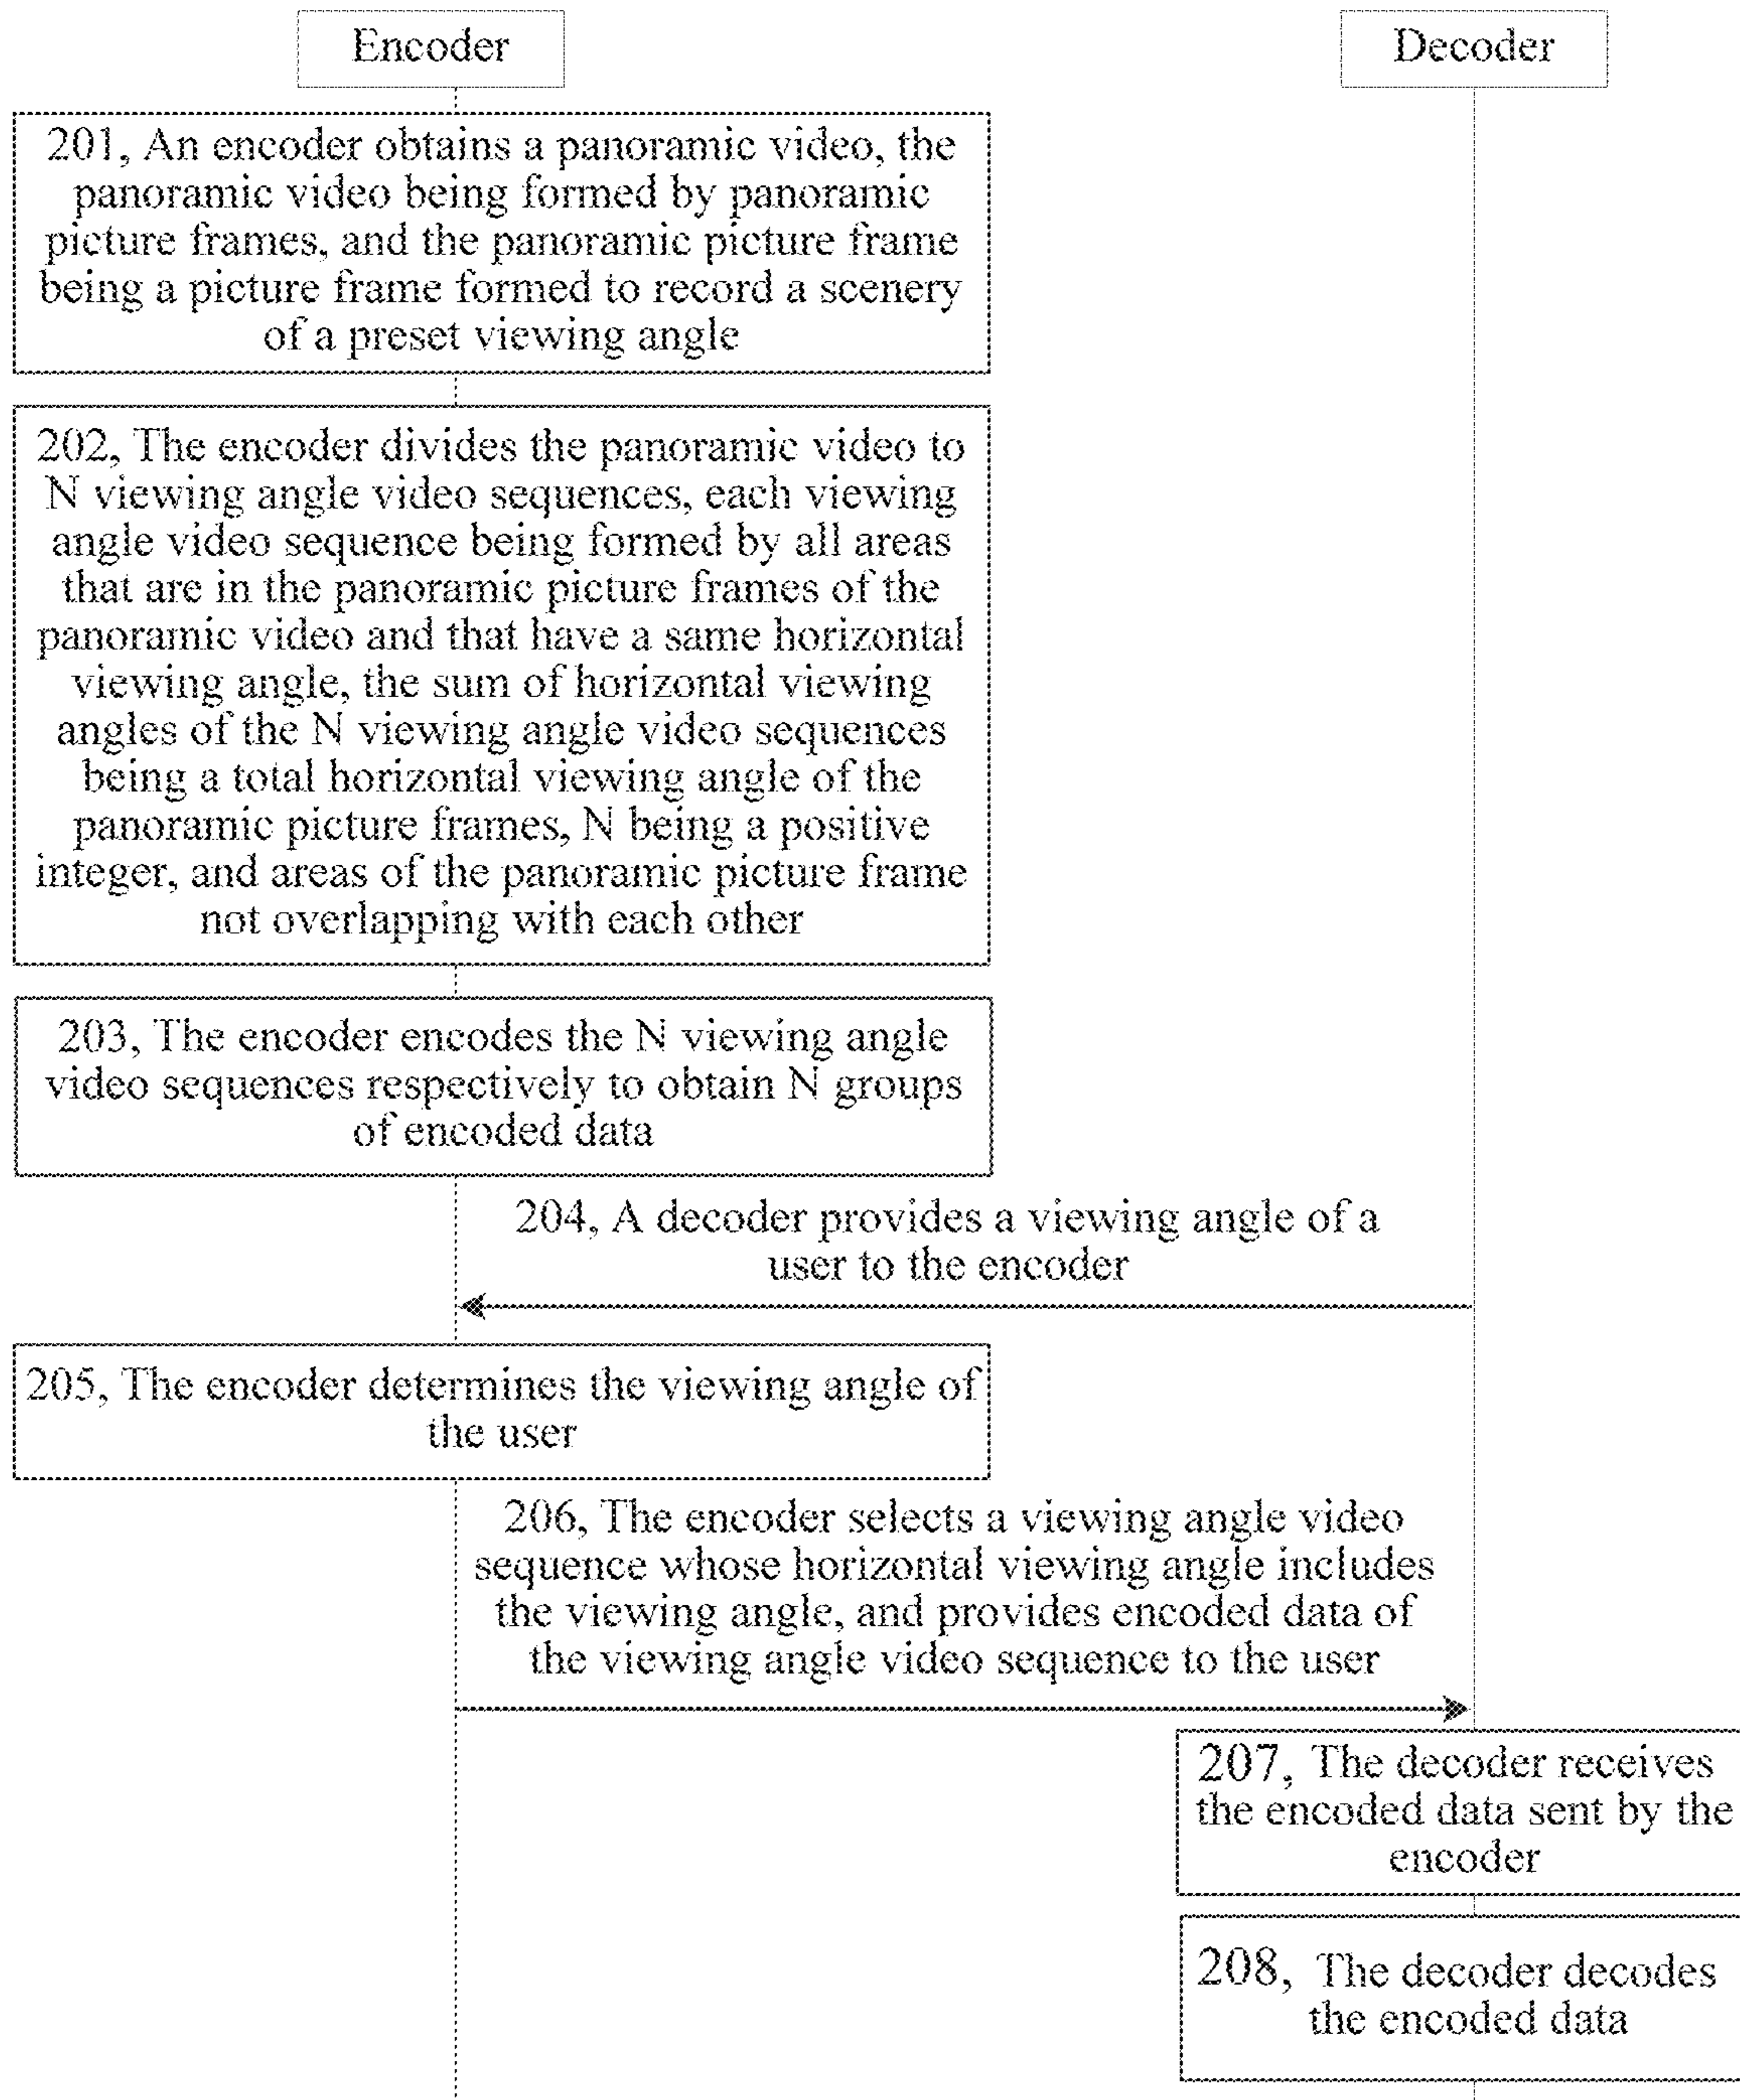 Encoder
Decoder
201, An encoder obtains a panoramic video, the
panoramic video being formed by panoramic
picture frames, and the panoramic picture frame
being a picture frame formed to record a scenery
of a preset viewing angle
202, The encoder divides the panoramic video to
N viewing angle video sequences, each viewing
angle video sequence being formed by all areas
that are in the panoramic picture frames of the
panoramic video and that have a same horizontal
viewing angle, the sum of horizontal viewing
angles of the N viewing angle video sequences
being a total horizontal viewing angle of the
panoramic picture frames, N being a positive
integer, and areas of the panoramic picture frame
not overlapping with each other
203, The encoder encodes the N viewing angle
video sequences respectively to obtain N groups
of encoded data
204, A decoder provides a viewing angle of a
user to the encoder
205, The encoder determines the viewing angle of
the user
206, The encoder selects a viewing angle video
sequence whose horizontal viewing angle includes
the viewing angle, and provides encoded data of
the viewing angle video sequence to the user
207, The decoder receives
the encoded data sent by the
encoder
208, The decoder decodes
the encoded data